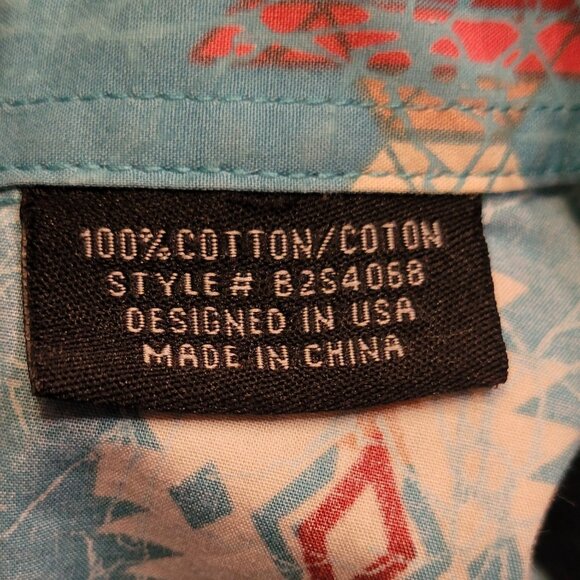 100%COTTON/COTON
STYLE# B2S4068
DESIGNED IN USA
MADE IN CHINA